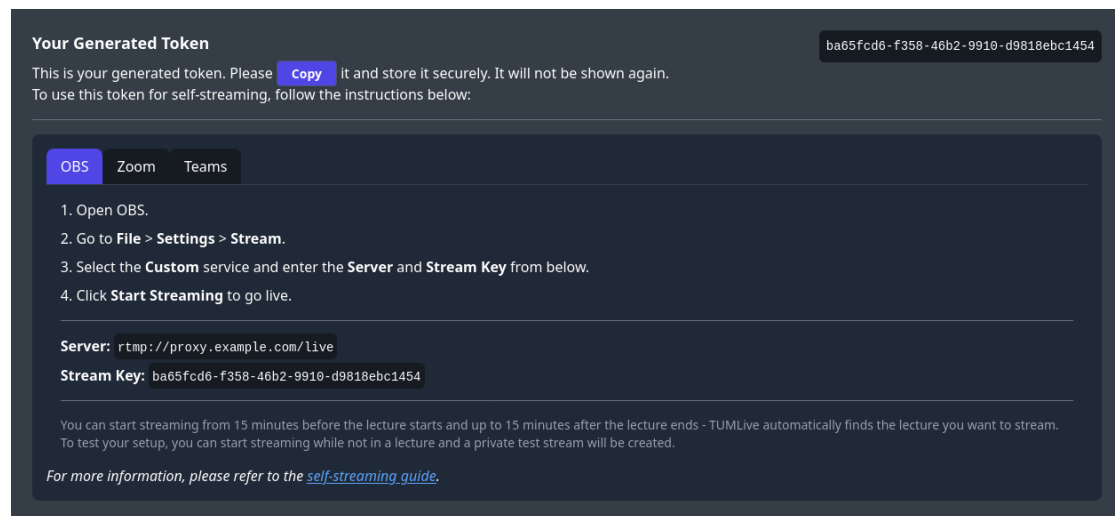 Your Generated Token
ba65fcd6-f358-46b2-9910-d9818ebc1454
This is your generated token. Please Copy it and store it securely. It will not be shown again.
To use this token for self-streaming, follow the instructions below:
OBS Zoom Teams
1. Open OBS.
2. Go to File > Settings > Stream.
3. Select the Custom service and enter the Server and Stream Key from below.
4. Click Start Streaming to go live.
Server: rtmp://proxy.example.com/live
Stream Key: ba65fcd6-f358-46b2-9910-d9818ebc1454
You can start streaming from 15 minutes before the lecture starts and up to 15 minutes after the lecture ends - TUMLive automatically finds the lecture you want to stream.
To test your setup, you can start streaming while not in a lecture and a private test stream will be created.
For more information, please refer to the self-streaming guide.